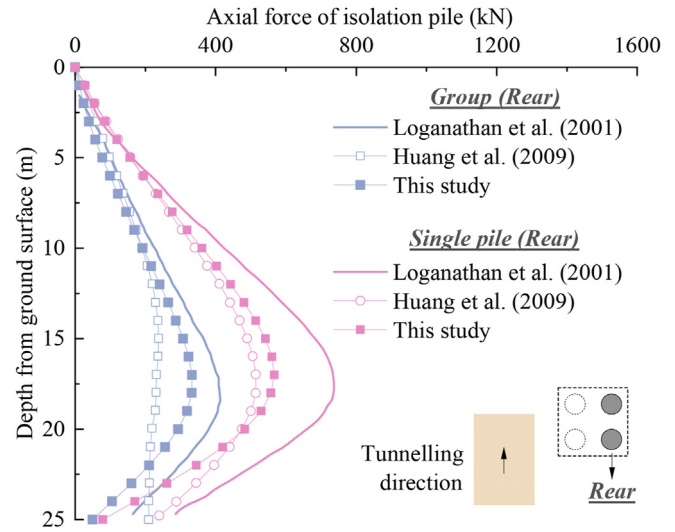 Axial force of isolation pile (kN)
0 400 800 1200 1600
Depth from ground surface (m)
0
5
10
15
20
25
Group (Rear)
Loganathan et al. (2001)
Huang et al. (2009)
This study
Single pile (Rear)
Loganathan et al. (2001)
Huang et al. (2009)
This study
Tunnelling
direction
Rear